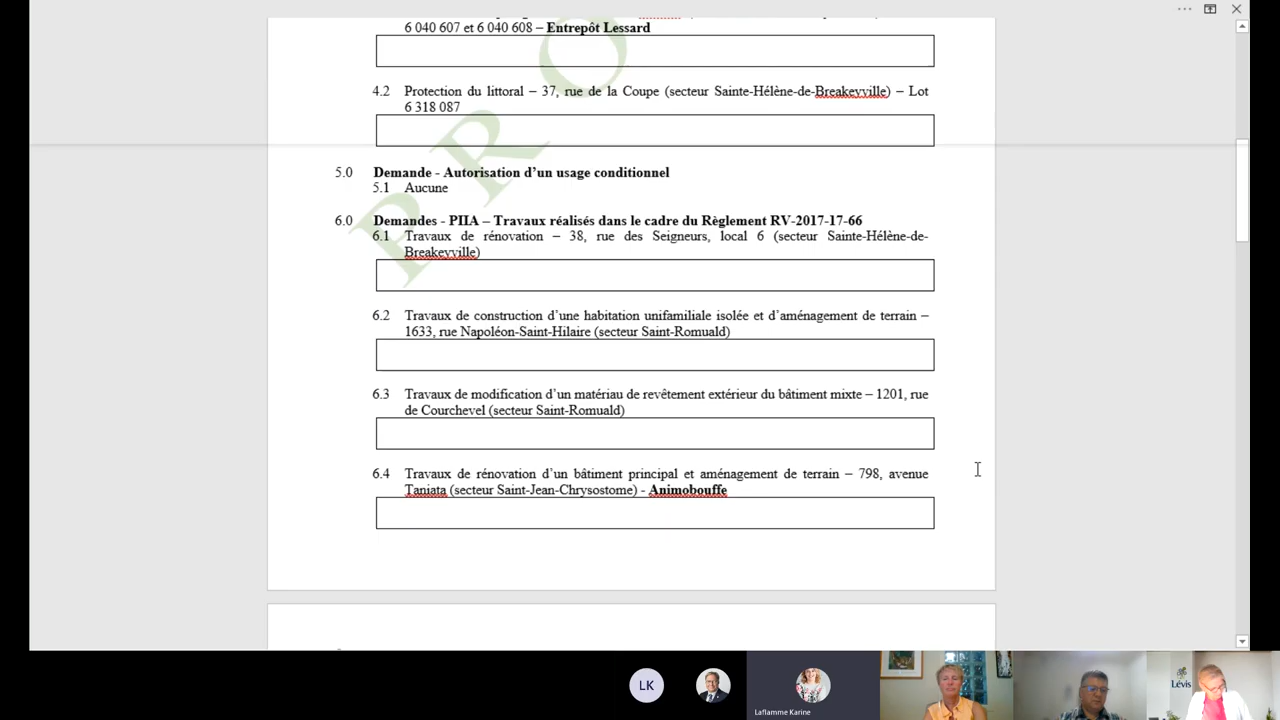 6 040 607 et 6 040 608 – Entrepôt Lessard
4.2 Protection du littoral – 37, rue de la Coupe (secteur Sainte-Hélène-de-Breakeyville) – Lot
6 318 087
5.0 Demande - Autorisation d’un usage conditionnel
5.1 Aucune
6.0 Demandes - PIIA – Travaux réalisés dans le cadre du Règlement RV-2017-17-66
6.1 Travaux de rénovation – 38, rue des Seigneurs, local 6 (secteur Sainte-Hélène-de-
Breakeyville)
6.2 Travaux de construction d’une habitation unifamiliale isolée et d’aménagement de terrain –
1633, rue Napoléon-Saint-Hilaire (secteur Saint-Romuald)
6.3 Travaux de modification d’un matériau de revêtement extérieur du bâtiment mixte – 1201, rue
de Courchevel (secteur Saint-Romuald)
6.4 Travaux de rénovation d’un bâtiment principal et aménagement de terrain – 798, avenue
Taniata (secteur Saint-Jean-Chrysostome) - Animobouffe
P R O
LK
Laflamme Karine
Lévis